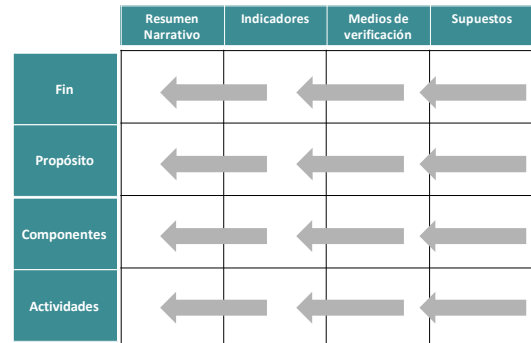 Resumen
Narrativo
Indicadores
Medios de
verificación
Supuestos
Fin
Propósito
Componentes
Actividades